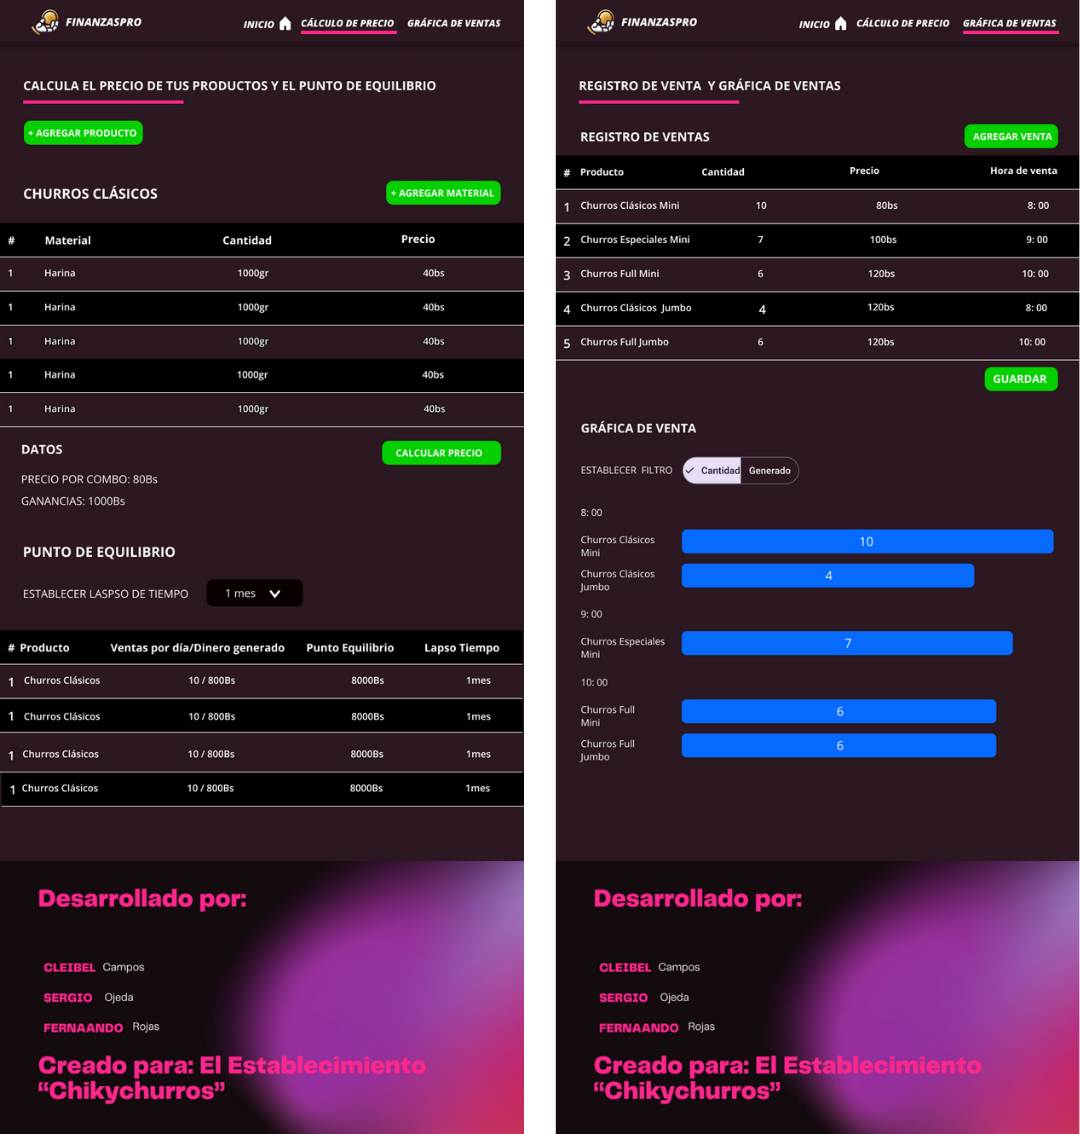 FINANZASPRO
INICIO CÁLCULO DE PRECIO GRÁFICA DE VENTAS
CALCULA EL PRECIO DE TUS PRODUCTOS Y EL PUNTO DE EQUILIBRIO
+ AGREGAR PRODUCTO
CHURROS CLÁSICOS
+ AGREGAR MATERIAL
# Material Cantidad Precio
1 Harina 1000gr 40bs
1 Harina 1000gr 40bs
1 Harina 1000gr 40bs
1 Harina 1000gr 40bs
1 Harina 1000gr 40bs
DATOS
CALCULAR PRECIO
PRECIO POR COMBO: 80Bs
GANANCIAS: 1000Bs
PUNTO DE EQUILIBRIO
ESTABLECER LASPSO DE TIEMPO 1 mes
# Producto Ventas por día/Dinero generado Punto Equilibrio Lapso Tiempo
1 Churros Clásicos 10 / 800Bs 8000Bs 1mes
1 Churros Clásicos 10 / 800Bs 8000Bs 1mes
1 Churros Clásicos 10 / 800Bs 8000Bs 1mes
1 Churros Clásicos 10 / 800Bs 8000Bs 1mes
Desarrollado por:
CLEIBEL Campos
SERGIO Ojeda
FERNAANDO Rojas
Creado para: El Establecimiento
“Chikychurros”
FINANZASPRO
INICIO CÁLCULO DE PRECIO GRÁFICA DE VENTAS
REGISTRO DE VENTA Y GRÁFICA DE VENTAS
REGISTRO DE VENTAS
AGREGAR VENTA
# Producto Cantidad Precio Hora de venta
1 Churros Clásicos Mini 10 80bs 8: 00
2 Churros Especiales Mini 7 100bs 9: 00
3 Churros Full Mini 6 120bs 10: 00
4 Churros Clásicos Jumbo 4 120bs 8: 00
5 Churros Full Jumbo 6 120bs 10: 00
GUARDAR
GRÁFICA DE VENTA
ESTABLECER FILTRO Cantidad Generado
8: 00
Churros Clásicos
Mini
10
Churros Clásicos
Jumbo
4
9: 00
Churros Especiales
Mini
7
10: 00
Churros Full
Mini
6
Churros Full
Jumbo
6
Desarrollado por:
CLEIBEL Campos
SERGIO Ojeda
FERNAANDO Rojas
Creado para: El Establecimiento
“Chikychurros”